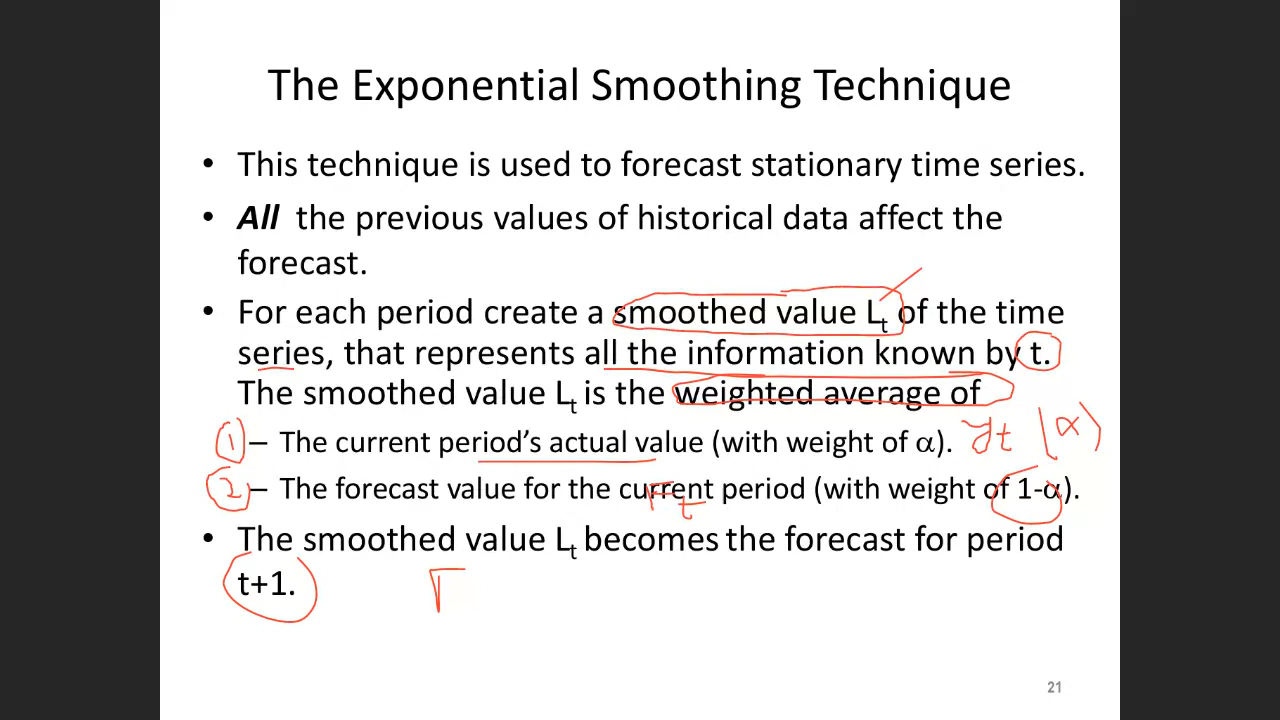 The Exponential Smoothing Technique
• This technique is used to forecast stationary time series.
• All the previous values of historical data affect the
forecast.
• For each period create a smoothed value Lt of the time
series, that represents all the information known by t.
The smoothed value Lt is the weighted average of
1 – The current period's actual value (with weight of α). yt (α)
2 – The forecast value for the current period (with weight of 1-α).
Ft
• The smoothed value Lt becomes the forecast for period
t+1.
21